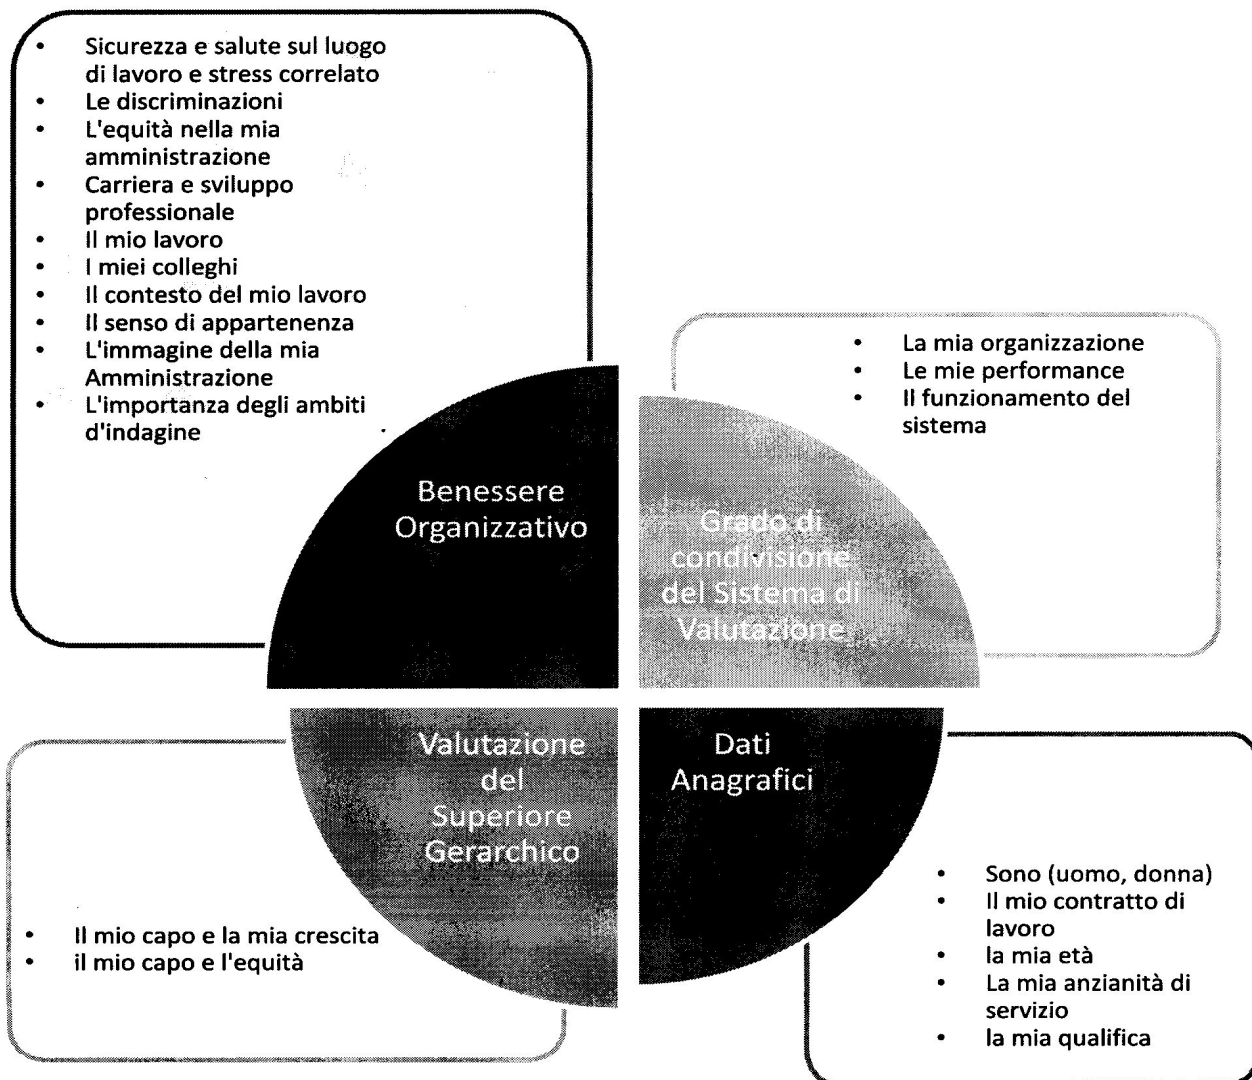 • Sicurezza e salute sul luogo
di lavoro e stress correlato
• Le discriminazioni
• L'equità nella mia
amministrazione
• Carriera e sviluppo
professionale
• Il mio lavoro
• I miei colleghi
• Il contesto del mio lavoro
• Il senso di appartenenza
• L'immagine della mia
Amministrazione
• L'importanza degli ambiti
d'indagine
Benessere
Organizzativo
• La mia organizzazione
• Le mie performance
• Il funzionamento del
sistema
Grado di
condivisione
del Sistema di
Valutazione
Valutazione
del
Superiore
Gerarchico
• Il mio capo e la mia crescita
• il mio capo e l'equità
Dati
Anagrafici
• Sono (uomo, donna)
• Il mio contratto di
lavoro
• la mia età
• La mia anzianità di
servizio
• la mia qualifica